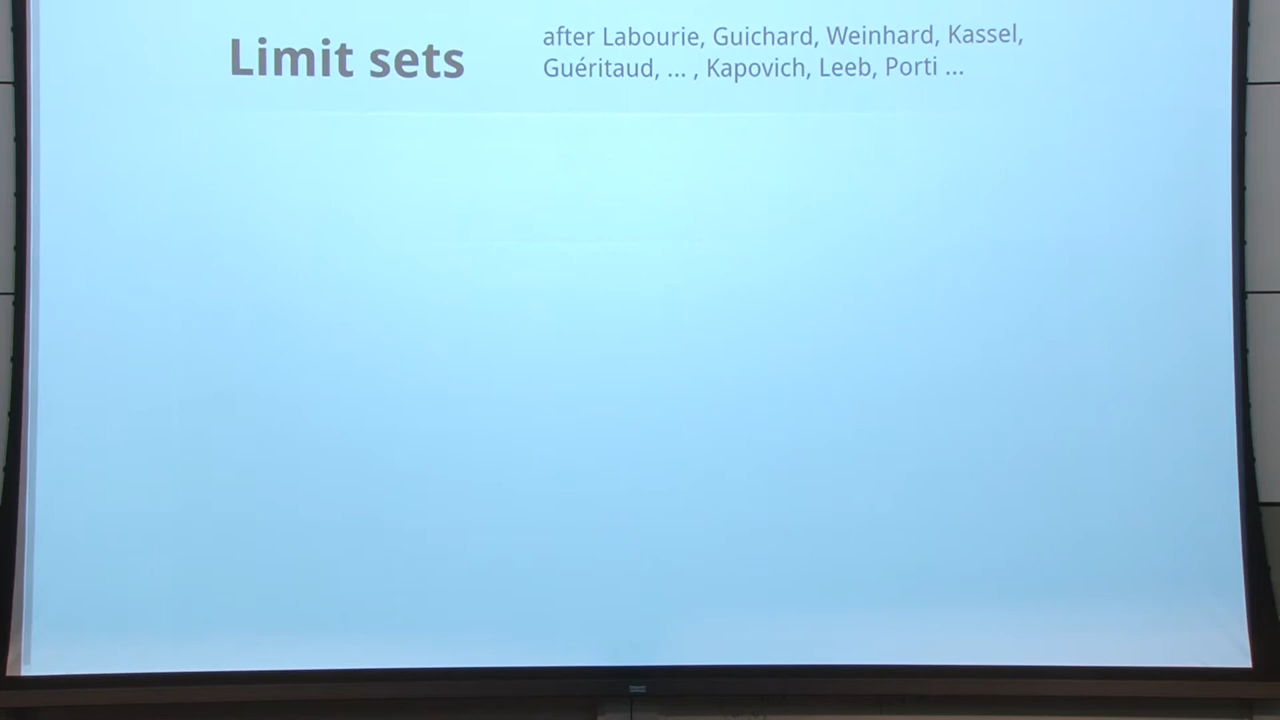 Limit sets
after Labourie, Guichard, Weinhard, Kassel,
Guéritaud, ... , Kapovich, Leeb, Porti ...